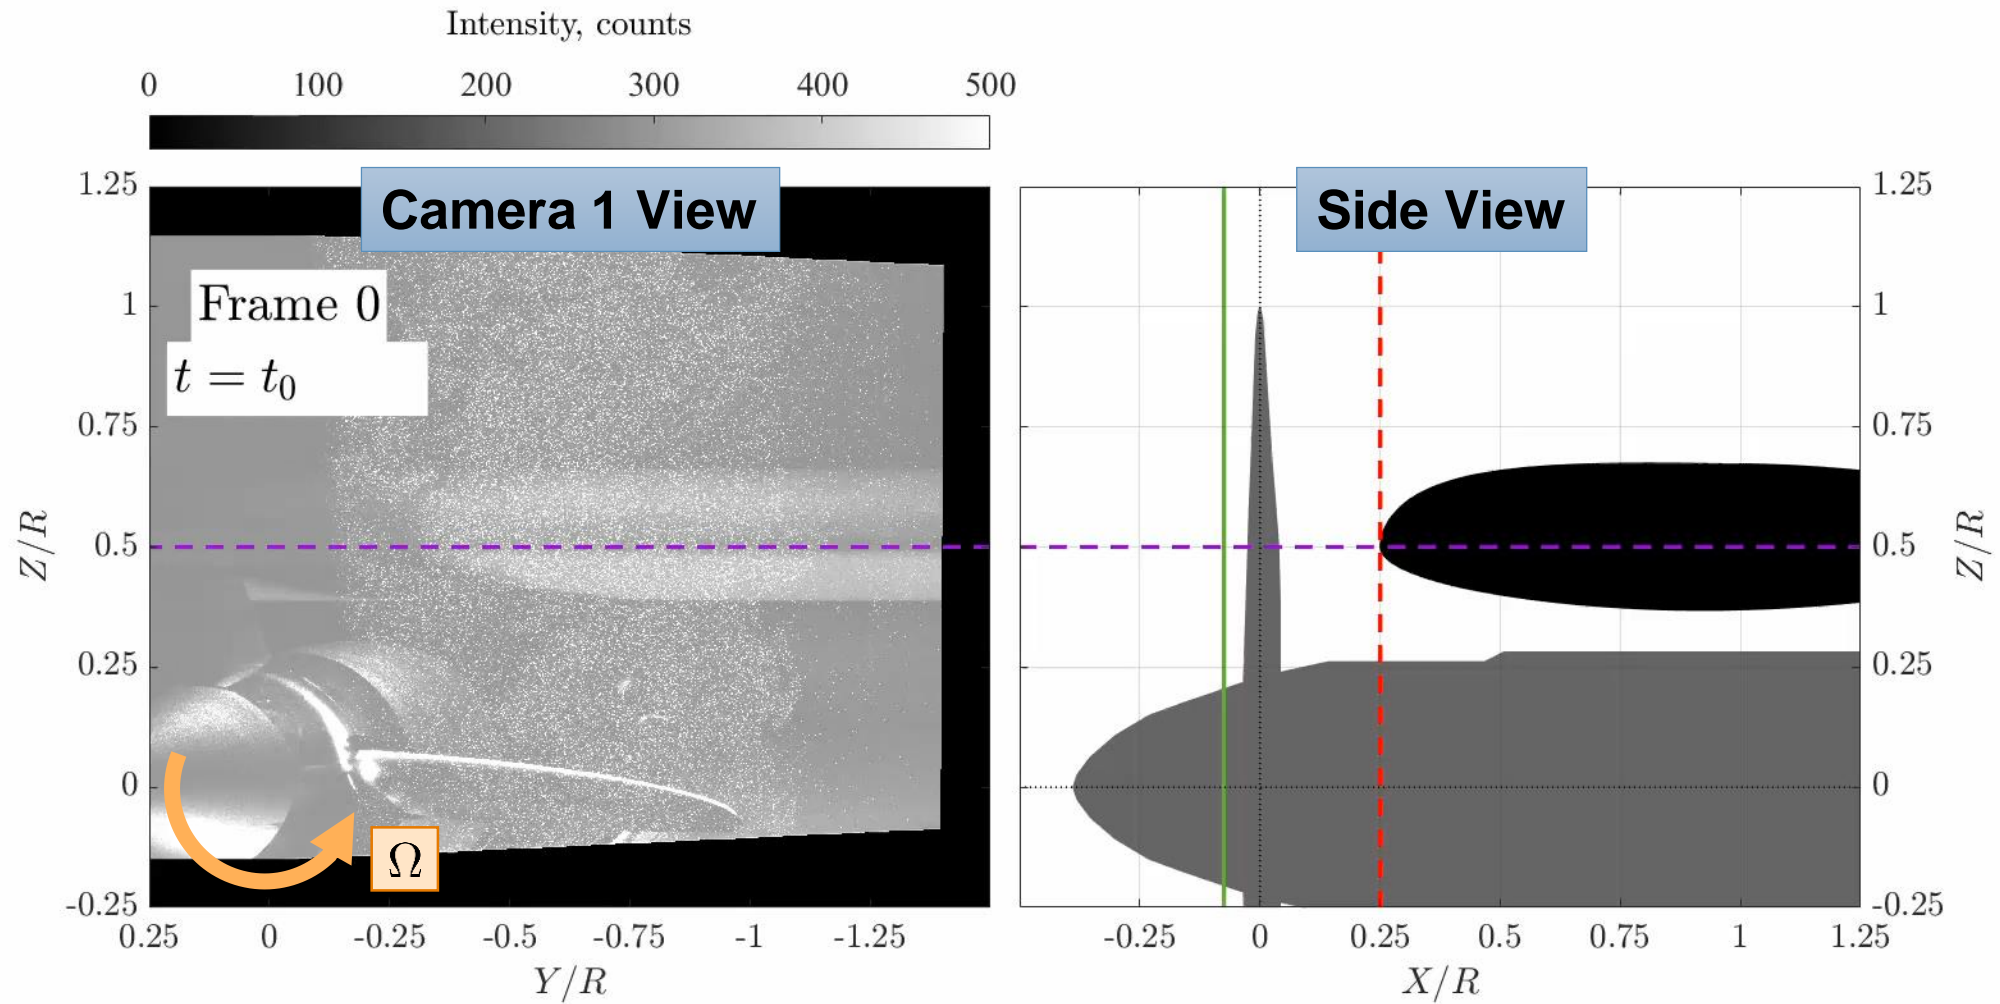 Intensity, counts
0 100 200 300 400 500
Camera 1 View
Side View
Frame 0
t = t₀
Ω
1.25
1
0.75
0.5
0.25
0
-0.25
Z/R
0.25 0 -0.25 -0.5 -0.75 -1 -1.25
Y/R
1.25
1
0.75
0.5
0.25
0
-0.25
Z/R
-0.25 0 0.25 0.5 0.75 1 1.25
X/R